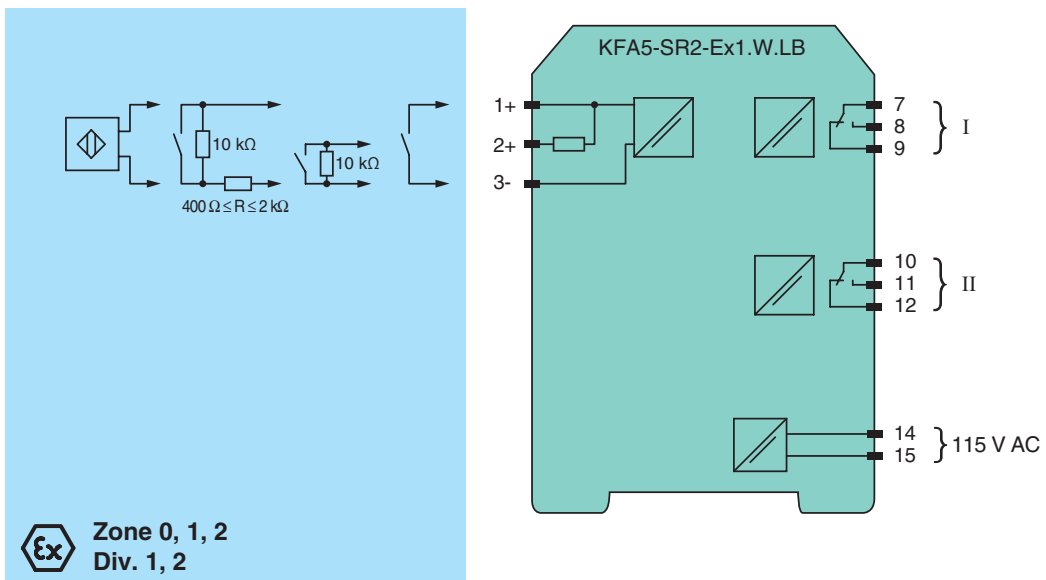 KFA5-SR2-Ex1.W.LB
10 kΩ
10 kΩ
400 Ω ≤ R ≤ 2 kΩ
1+
2+
3-
7
8
9
I
10
11
12
II
14
15
115 V AC
Ex
Zone 0, 1, 2
Div. 1, 2